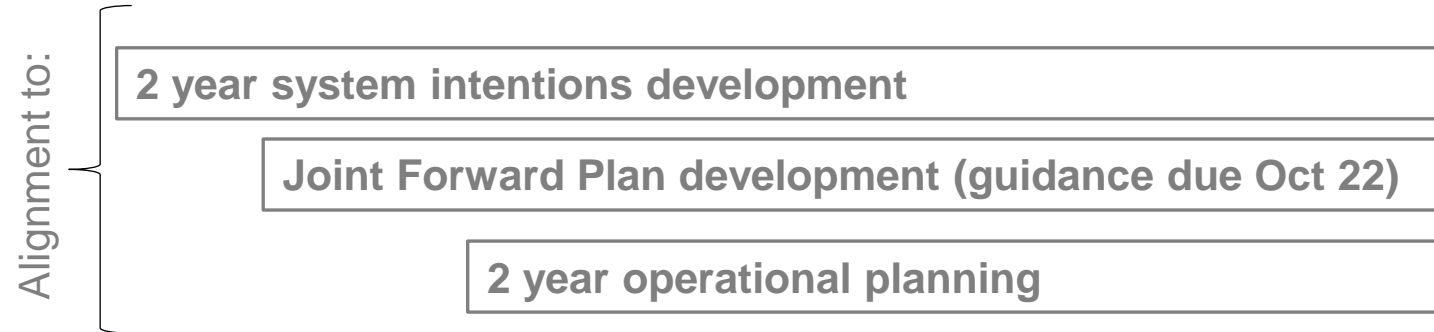 Alignment to:
2 year system intentions development
Joint Forward Plan development (guidance due Oct 22)
2 year operational planning